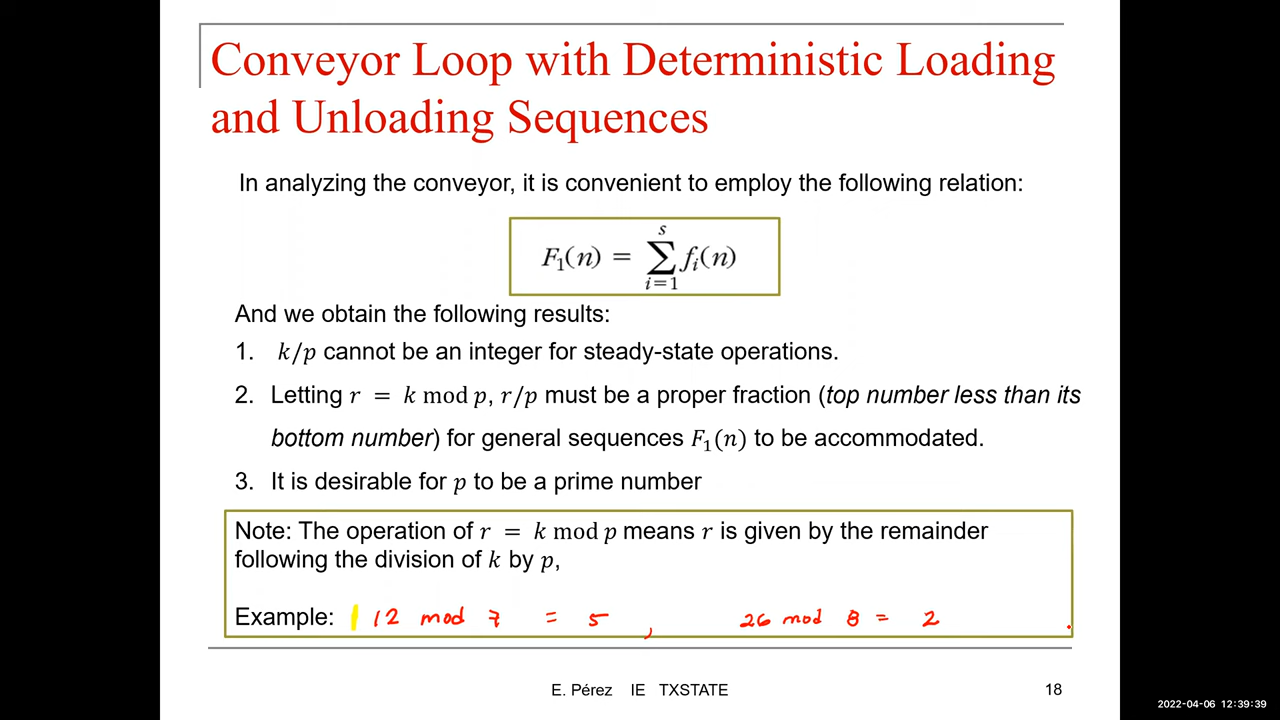 Conveyor Loop with Deterministic Loading
and Unloading Sequences
In analyzing the conveyor, it is convenient to employ the following relation:
F₁(n) = ∑_{i=1}^{s} fᵢ(n)
And we obtain the following results:
1. k/p cannot be an integer for steady-state operations.
2. Letting r = k mod p, r/p must be a proper fraction (top number less than its
bottom number) for general sequences F₁(n) to be accommodated.
3. It is desirable for p to be a prime number
Note: The operation of r = k mod p means r is given by the remainder
following the division of k by p,
Example: 12 mod 7 = 5 , 26 mod 8 = 2
E. Pérez IE TXSTATE 18
2022-04-06 12:39:39